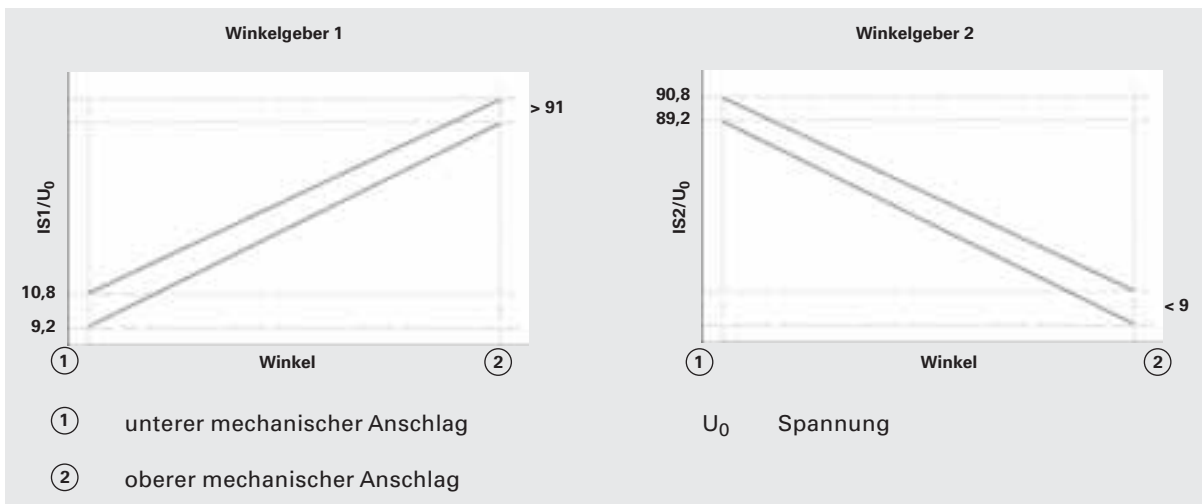 Winkelgeber 1
> 91
IS1/U0
10,8
9,2
1 Winkel 2
Winkelgeber 2
90,8
89,2
IS2/U0
< 9
1 Winkel 2
1 unterer mechanischer Anschlag
2 oberer mechanischer Anschlag
U0 Spannung